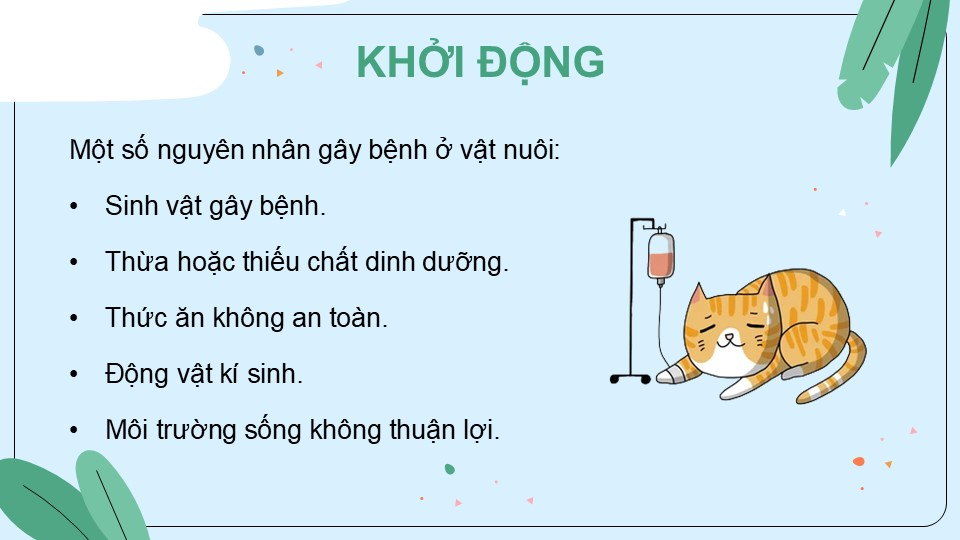 KHỞI ĐỘNG
Một số nguyên nhân gây bệnh ở vật nuôi:
• Sinh vật gây bệnh.
• Thừa hoặc thiếu chất dinh dưỡng.
• Thức ăn không an toàn.
• Động vật kí sinh.
• Môi trường sống không thuận lợi.